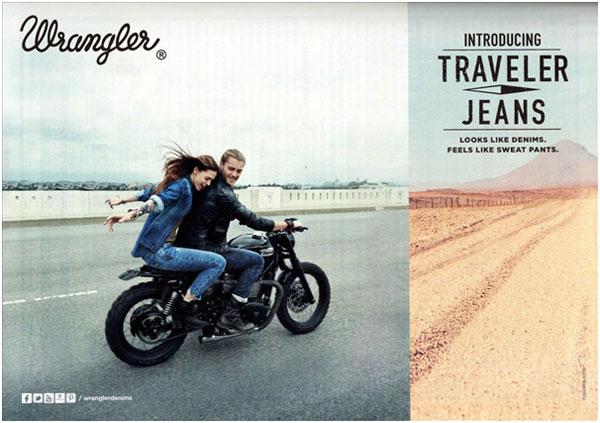 Wrangler®
INTRODUCING
TRAVELER
JEANS
LOOKS LIKE DENIMS.
FEELS LIKE SWEAT PANTS.
/ wranglerdenims